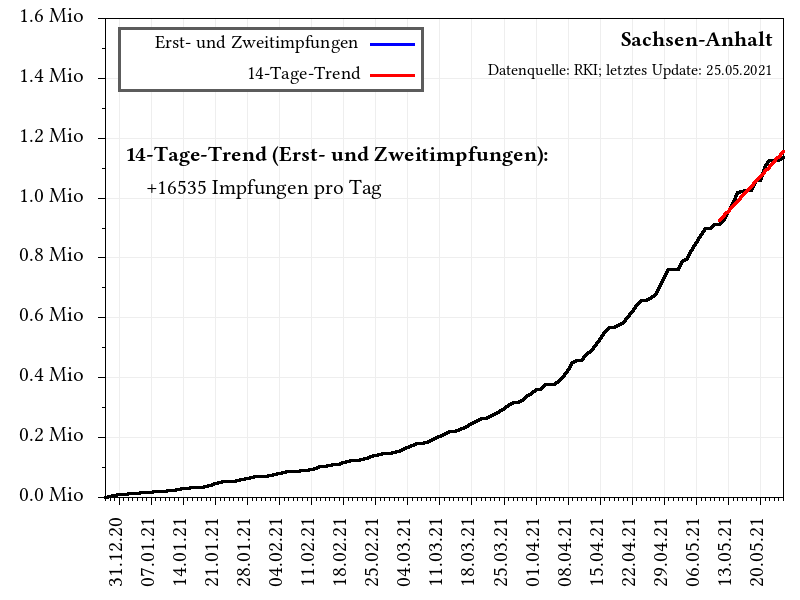 1.6 Mio
1.4 Mio
1.2 Mio
1.0 Mio
0.8 Mio
0.6 Mio
0.4 Mio
0.2 Mio
0.0 Mio
Erst- und Zweitimpfungen
14-Tage-Trend
Sachsen-Anhalt
Datenquelle: RKI; letztes Update: 25.05.2021
14-Tage-Trend (Erst- und Zweitimpfungen):
+16535 Impfungen pro Tag
31.12.20
07.01.21
14.01.21
21.01.21
28.01.21
04.02.21
11.02.21
18.02.21
25.02.21
04.03.21
11.03.21
18.03.21
25.03.21
01.04.21
08.04.21
15.04.21
22.04.21
29.04.21
06.05.21
13.05.21
20.05.21